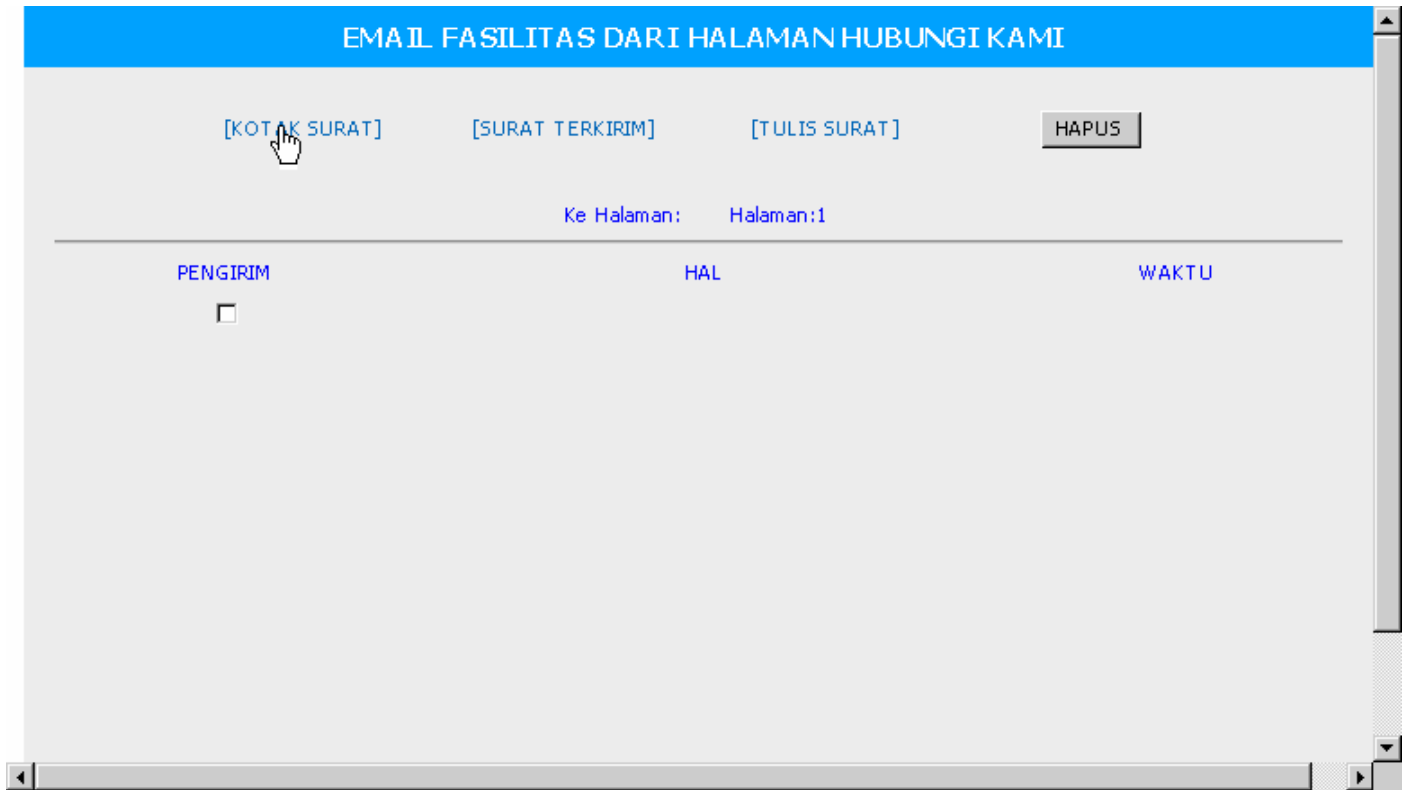 EMAIL FASILITAS DARI HALAMAN HUBUNGI KAMI
[KOTAK SURAT] [SURAT TERKIRIM] [TULIS SURAT] HAPUS
Ke Halaman: Halaman:1
PENGIRIM HAL WAKTU